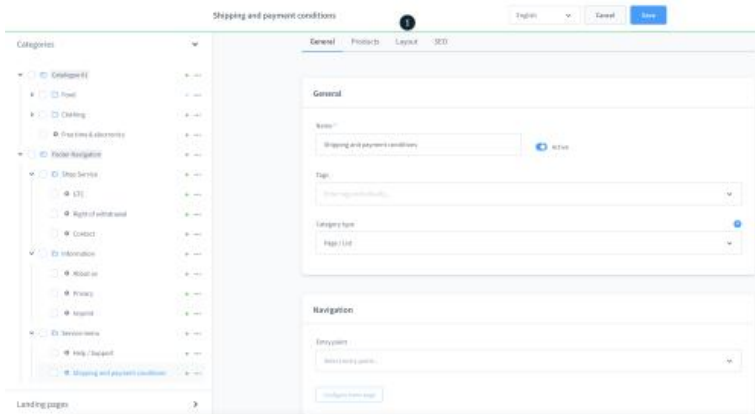 Shipping and payment conditions
English
Cancel
Save
1
Categories
General Products Layout SEO
Catalogue #1
Food
Clothing
Free time & electronics
Footer Navigation
Shop Service
GTC
Right of withdrawal
Contact
Information
About us
Privacy
Imprint
Service menu
Help / Support
Shipping and payment conditions
Landing pages
General
Name *
Shipping and payment conditions
Active
Tags
Category type
Page / List
Navigation
Entry point
Select entry point...
Configure home page